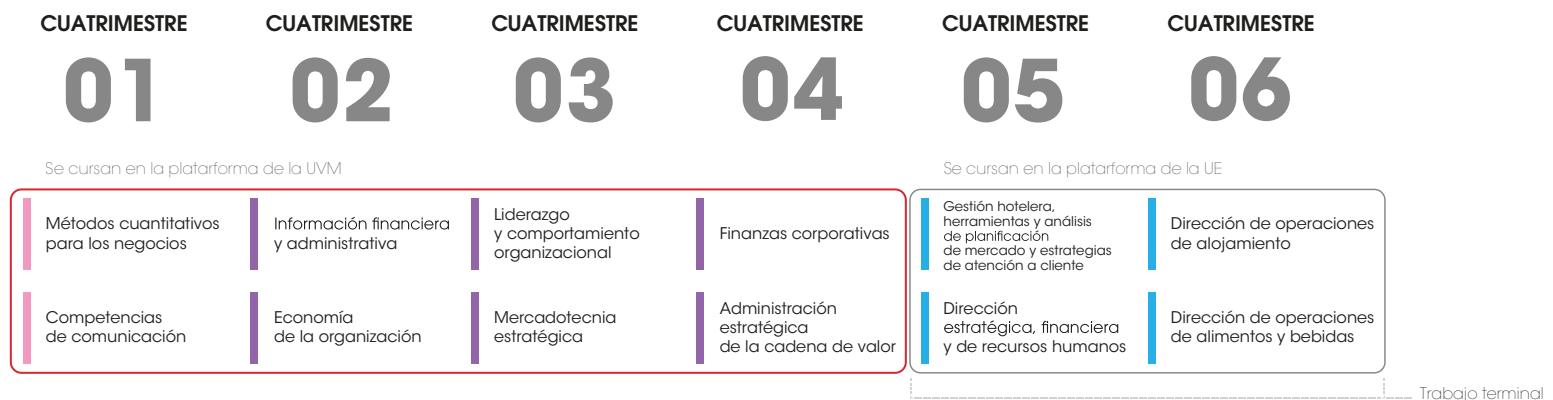 CUATRIMESTRE
01
CUATRIMESTRE
02
CUATRIMESTRE
03
CUATRIMESTRE
04
CUATRIMESTRE
05
CUATRIMESTRE
06
Se cursan en la platarforma de la UVM
Se cursan en la platarforma de la UE
Métodos cuantitativos
para los negocios
Información financiera
y administrativa
Liderazgo
y comportamiento
organizacional
Finanzas corporativas
Gestión hotelera,
herramientas y análisis
de planificación
de mercado y estrategias
de atención a cliente
Dirección de operaciones
de alojamiento
Competencias
de comunicación
Economía
de la organización
Mercadotecnia
estratégica
Administración
estratégica
de la cadena de valor
Dirección
estratégica, financiera
y de recursos humanos
Dirección de operaciones
de alimentos y bebidas
Trabajo terminal